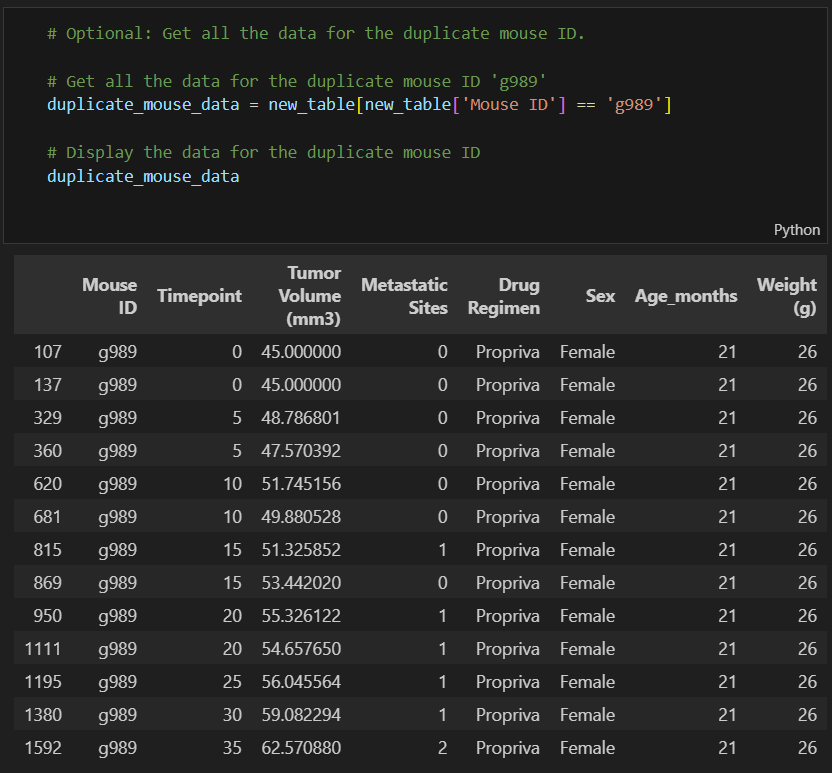 # Optional: Get all the data for the duplicate mouse ID.
# Get all the data for the duplicate mouse ID 'g989'
duplicate_mouse_data = new_table[new_table['Mouse ID'] == 'g989']
# Display the data for the duplicate mouse ID
duplicate_mouse_data
Python
Mouse ID Timepoint Tumor Volume (mm3) Metastatic Sites Drug Regimen Sex Age_months Weight (g)
107 g989 0 45.000000 0 Propriva Female 21 26
137 g989 0 45.000000 0 Propriva Female 21 26
329 g989 5 48.786801 0 Propriva Female 21 26
360 g989 5 47.570392 0 Propriva Female 21 26
620 g989 10 51.745156 0 Propriva Female 21 26
681 g989 10 49.880528 0 Propriva Female 21 26
815 g989 15 51.325852 1 Propriva Female 21 26
869 g989 15 53.442020 0 Propriva Female 21 26
950 g989 20 55.326122 1 Propriva Female 21 26
1111 g989 20 54.657650 1 Propriva Female 21 26
1195 g989 25 56.045564 1 Propriva Female 21 26
1380 g989 30 59.082294 1 Propriva Female 21 26
1592 g989 35 62.570880 2 Propriva Female 21 26